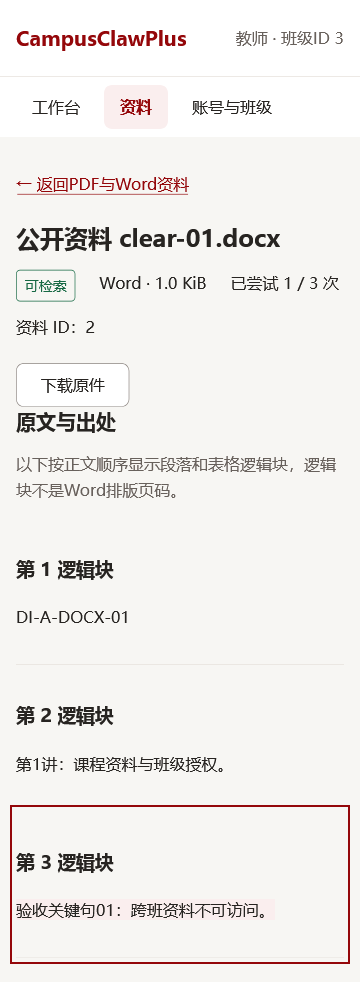 CampusClawPlus
教师 · 班级ID 3
工作台
资料
账号与班级
← 返回PDF与Word资料
公开资料 clear-01.docx
可检索
Word · 1.0 KiB
已尝试 1 / 3 次
资料 ID：2
下载原件
原文与出处
以下按正文顺序显示段落和表格逻辑块，逻辑
块不是Word排版页码。
第 1 逻辑块
DI-A-DOCX-01
第 2 逻辑块
第1讲：课程资料与班级授权。
第 3 逻辑块
验收关键句01：跨班资料不可访问。